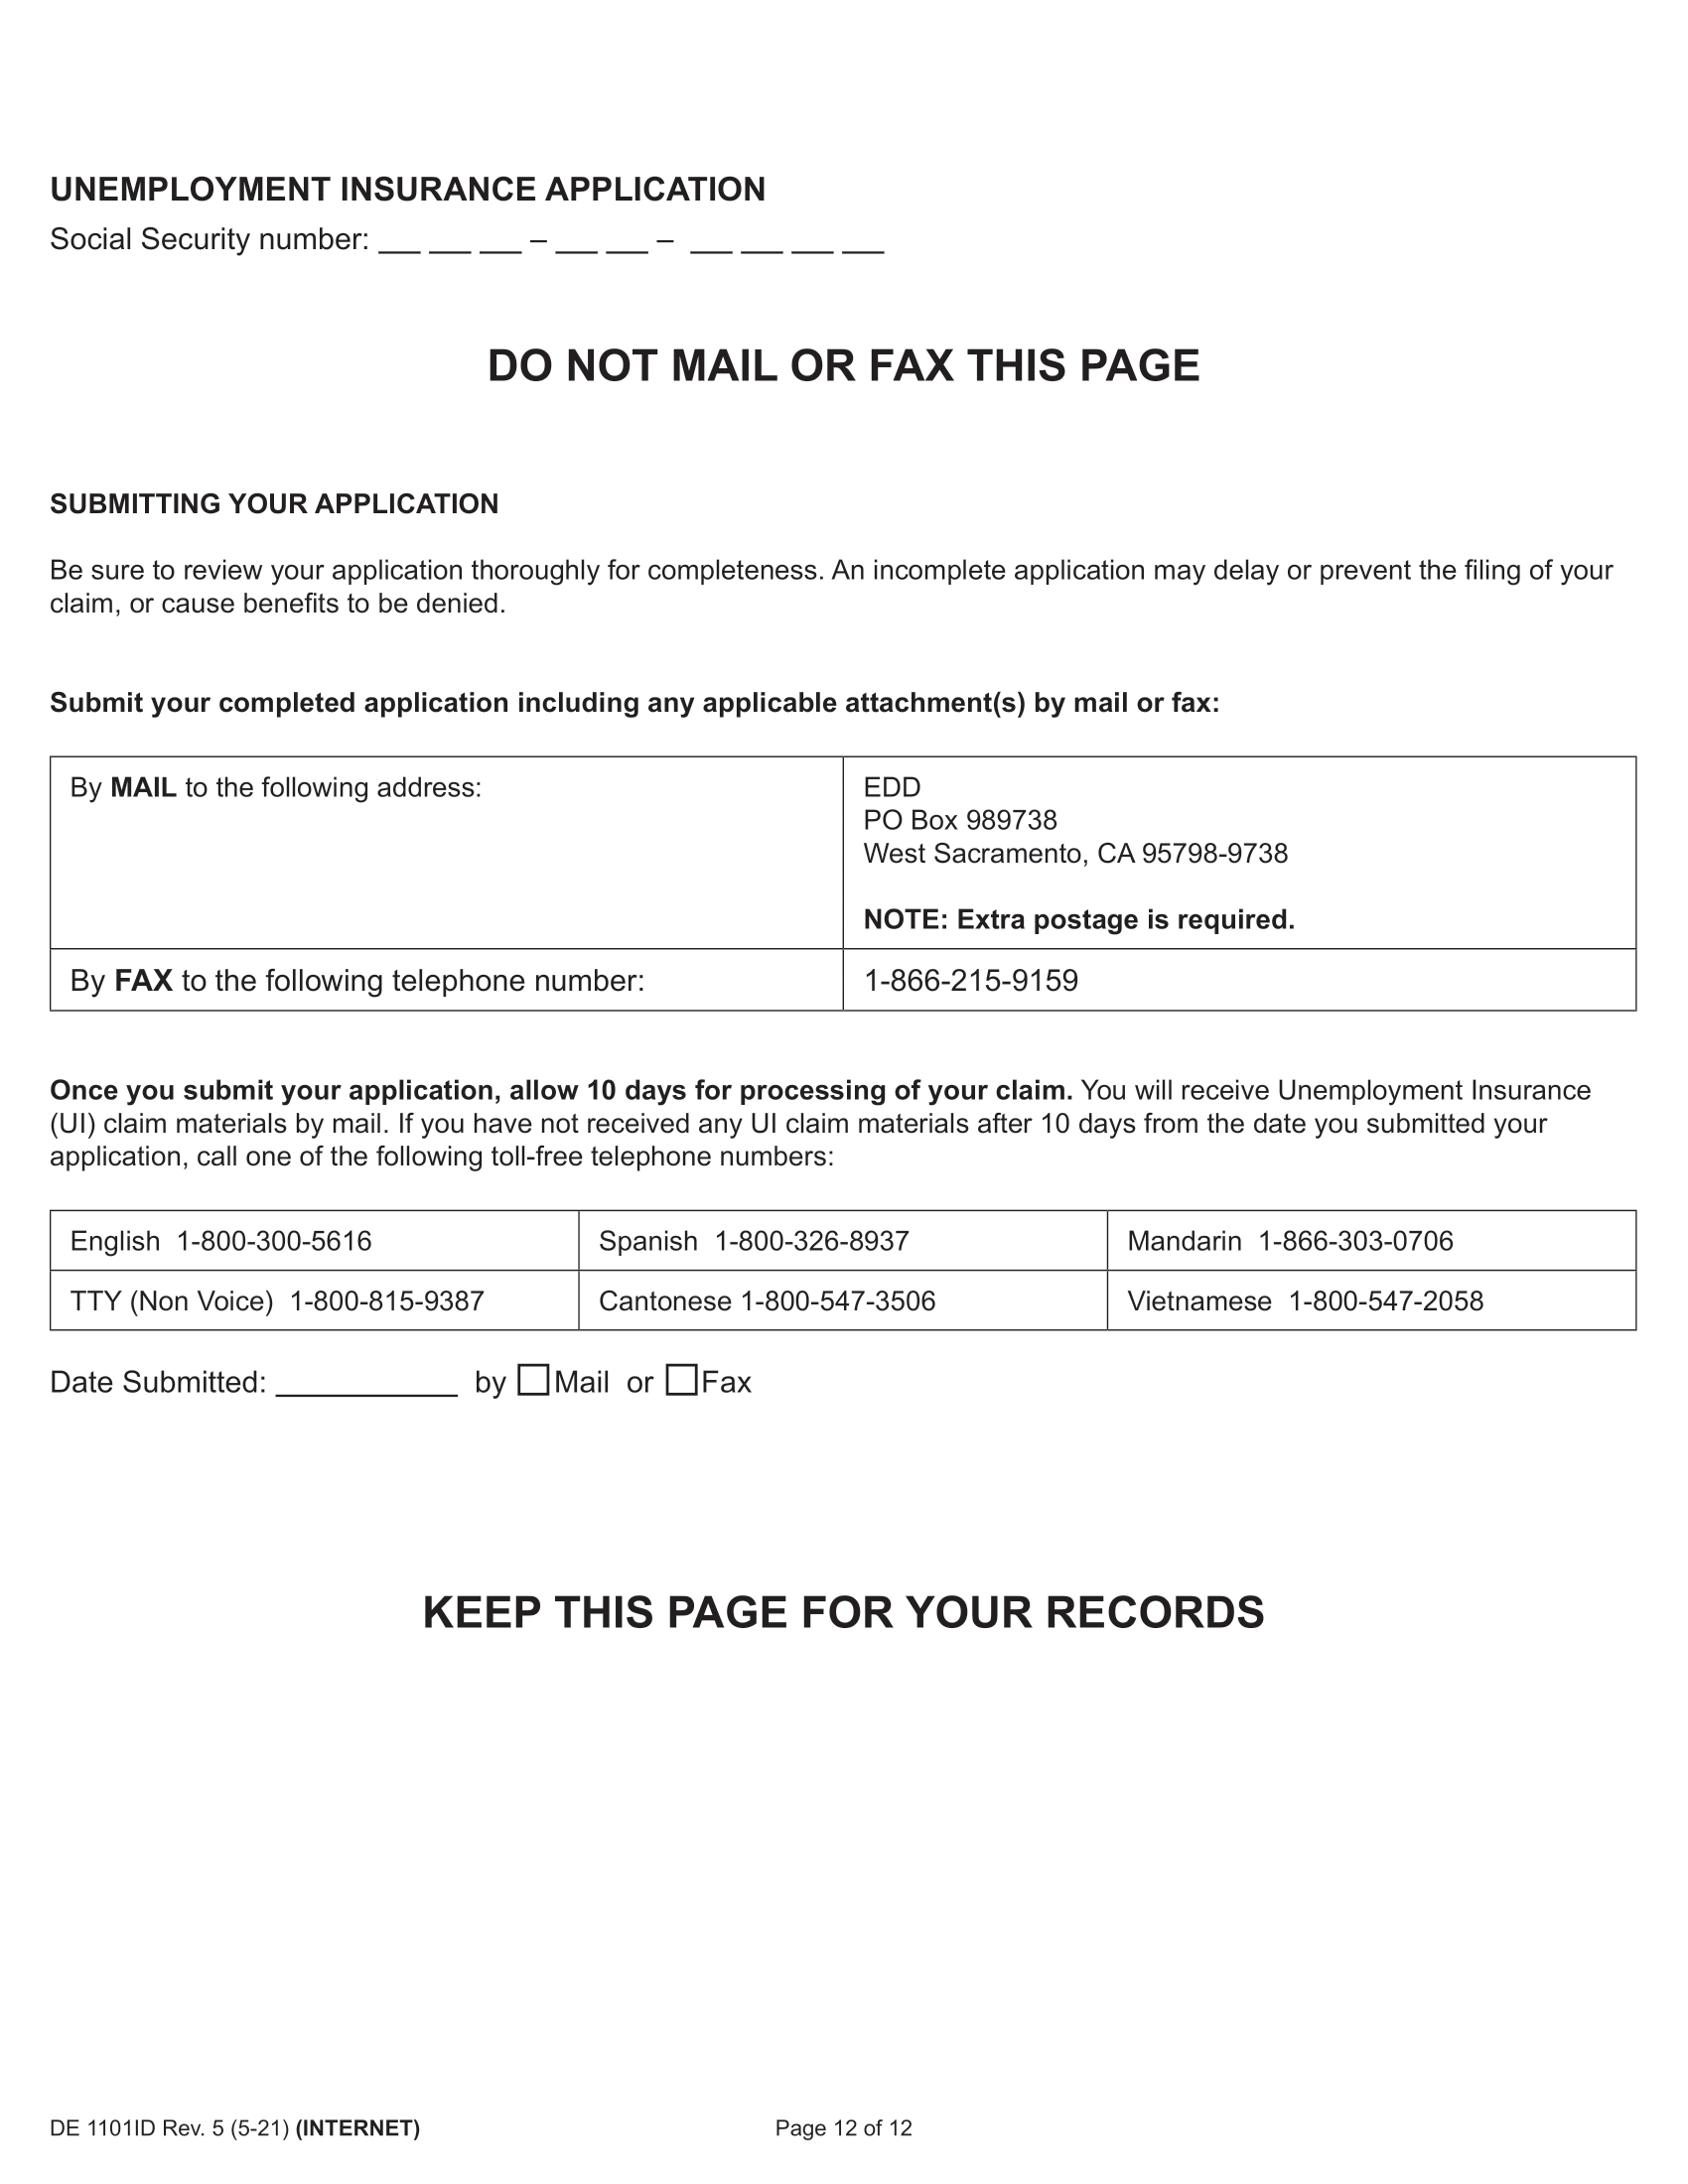 UNEMPLOYMENT INSURANCE APPLICATION
Social Security number: ___ ___ ___ – ___ ___ – ___ ___ ___ ___
DO NOT MAIL OR FAX THIS PAGE
SUBMITTING YOUR APPLICATION
Be sure to review your application thoroughly for completeness. An incomplete application may delay or prevent the filing of your
claim, or cause benefits to be denied.
Submit your completed application including any applicable attachment(s) by mail or fax:
By MAIL to the following address:
EDD
PO Box 989738
West Sacramento, CA 95798-9738
NOTE: Extra postage is required.
By FAX to the following telephone number:
1-866-215-9159
Once you submit your application, allow 10 days for processing of your claim. You will receive Unemployment Insurance
(UI) claim materials by mail. If you have not received any UI claim materials after 10 days from the date you submitted your
application, call one of the following toll-free telephone numbers:
English 1-800-300-5616
Spanish 1-800-326-8937
Mandarin 1-866-303-0706
TTY (Non Voice) 1-800-815-9387
Cantonese 1-800-547-3506
Vietnamese 1-800-547-2058
Date Submitted: ___________ by ☐ Mail or ☐ Fax
KEEP THIS PAGE FOR YOUR RECORDS
DE 1101ID Rev. 5 (5-21) (INTERNET)
Page 12 of 12